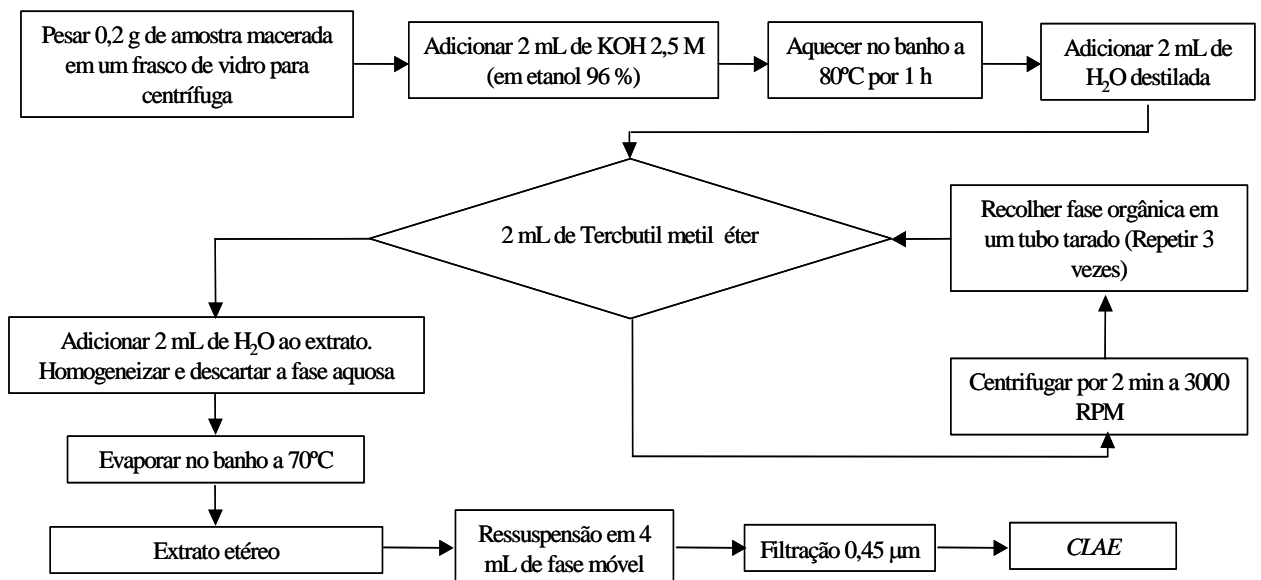 Pesar 0,2 g de amostra macerada
em um frasco de vidro para
centrífuga
Adicionar 2 mL de KOH 2,5 M
(em etanol 96 %)
Aquecer no banho a
80ºC por 1 h
Adicionar 2 mL de
H₂O destilada
2 mL de Tercbutil metil éter
Recolher fase orgânica em
um tubo tarado (Repetir 3
vezes)
Centrifugar por 2 min a 3000
RPM
Adicionar 2 mL de H₂O ao extrato.
Homogeneizar e descartar a fase aquosa
Evaporar no banho a 70ºC
Extrato etéreo
Ressuspensão em 4
mL de fase móvel
Filtração 0,45 μm
CLAE